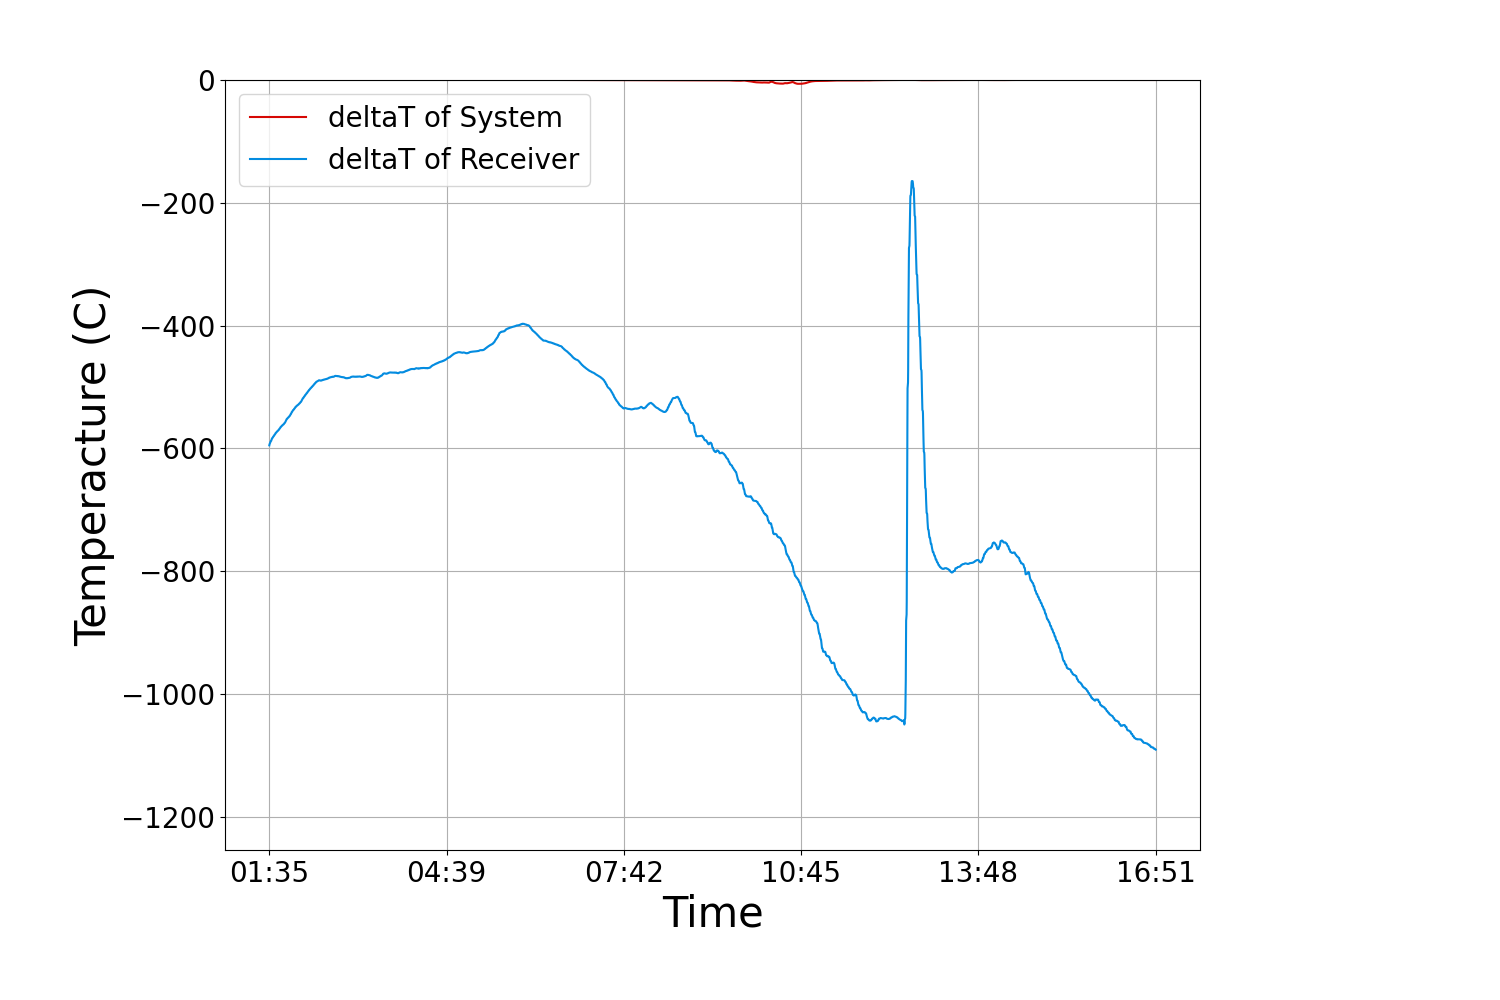 0
deltaT of System
deltaT of Receiver
−200
−400
−600
−800
−1000
−1200
Temperacture (C)
01:35 04:39 07:42 10:45 13:48 16:51
Time